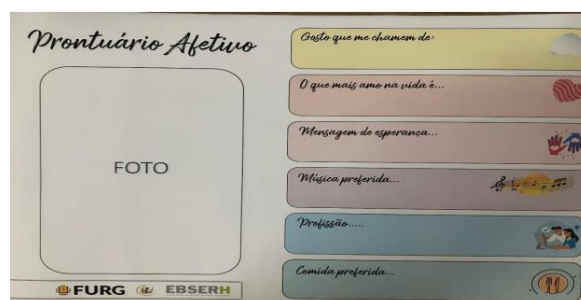 Prontuário Afetivo
FOTO
FURG @ EBSERH
Gosto que me chamem de:
O que mais amo na vida é...
Mensagem de esperança...
Música preferida...
Profissão.....
Comida preferida...